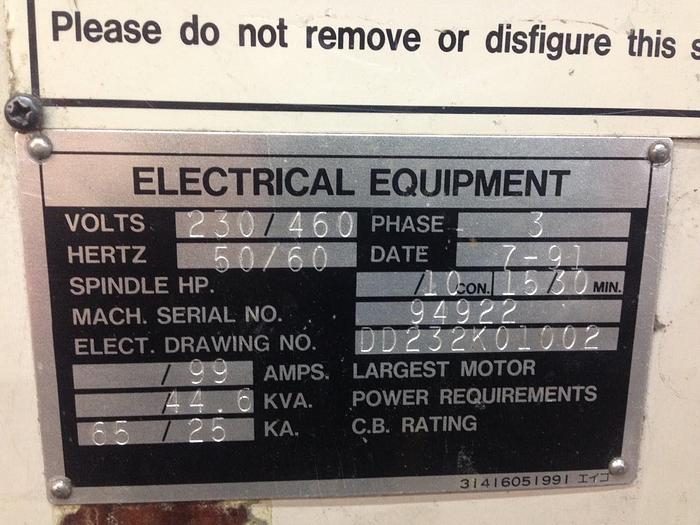 Please do not remove or disfigure this s
ELECTRICAL EQUIPMENT
VOLTS 230/460 PHASE 3
HERTZ 50/60 DATE 7-91
SPINDLE HP. /10 CON. 15/30 MIN.
MACH. SERIAL NO. 94922
ELECT. DRAWING NO. DD232K01002
/99 AMPS. LARGEST MOTOR
/44.6 KVA. POWER REQUIREMENTS
65/25 KA. C.B. RATING
31416051991 エイコ